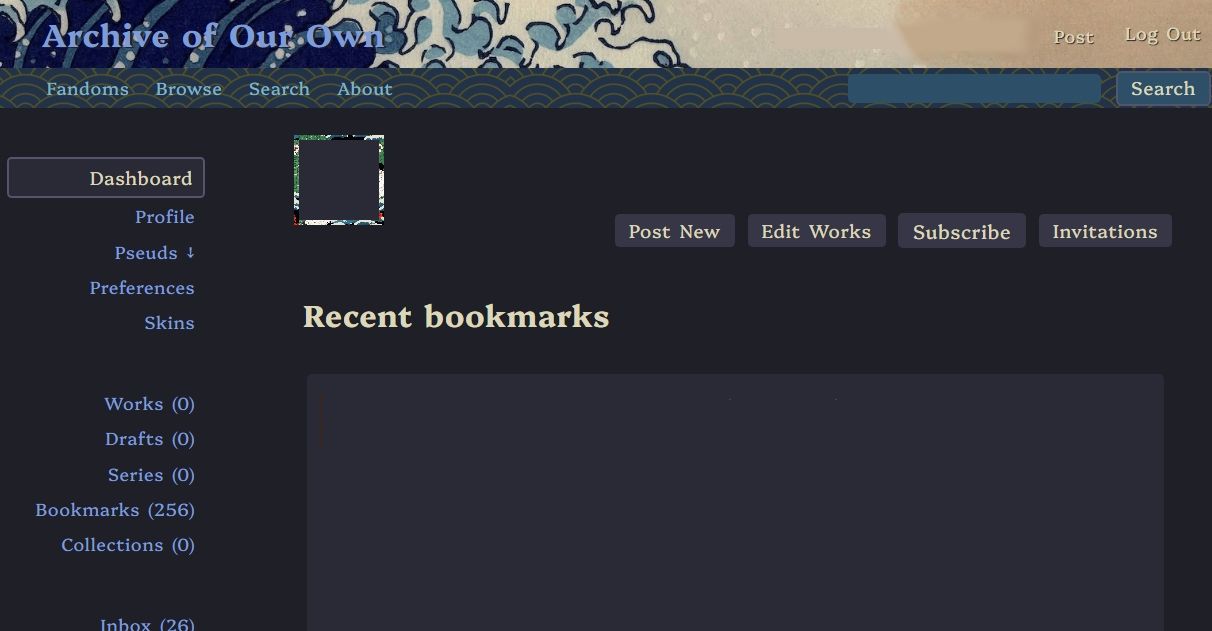 Archive of Our Own
Post
Log Out
Fandoms Browse Search About
Search
Dashboard
Profile
Pseuds ↓
Preferences
Skins
Works (0)
Drafts (0)
Series (0)
Bookmarks (256)
Collections (0)
Inbox (26)
Post New Edit Works Subscribe Invitations
Recent bookmarks